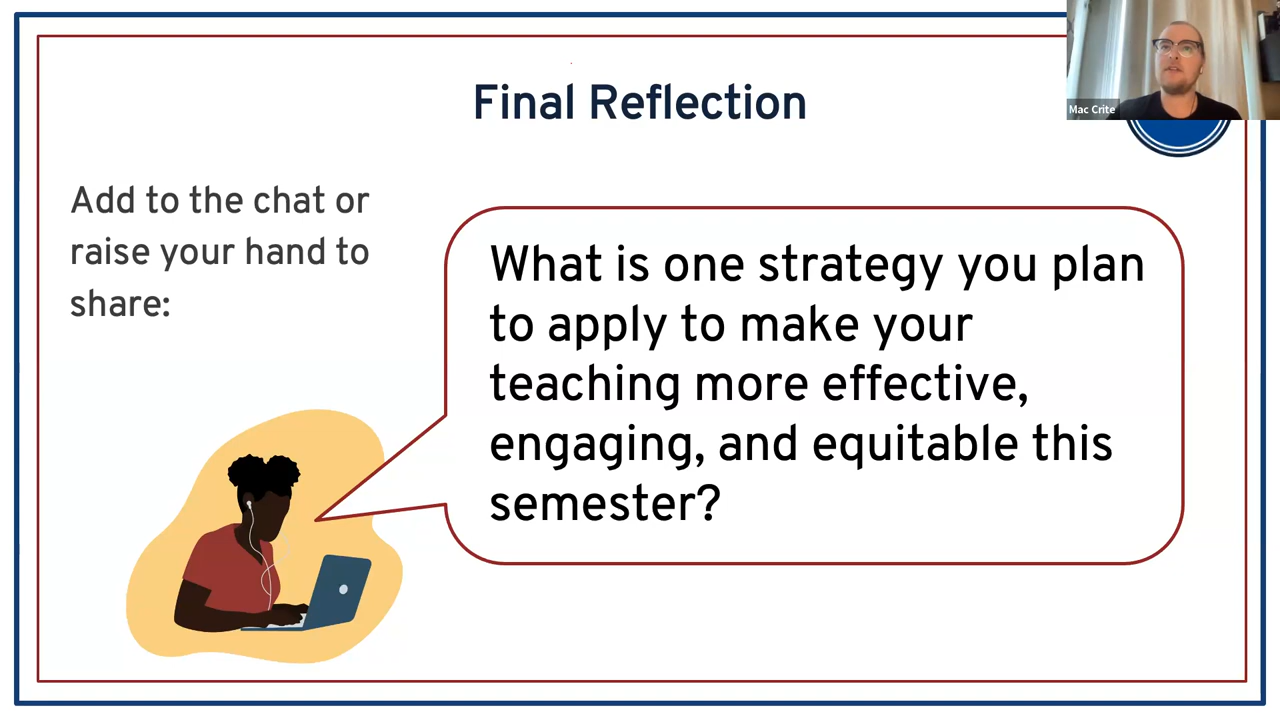 Final Reflection
Mac Crite
Add to the chat or
raise your hand to
share:
What is one strategy you plan
to apply to make your
teaching more effective,
engaging, and equitable this
semester?